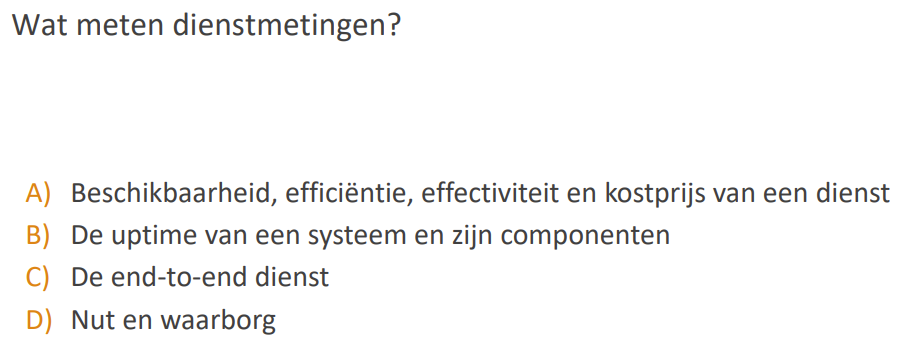 Wat meten dienstmetingen?
A) Beschikbaarheid, efficiëntie, effectiviteit en kostprijs van een dienst
B) De uptime van een systeem en zijn componenten
C) De end-to-end dienst
D) Nut en waarborg